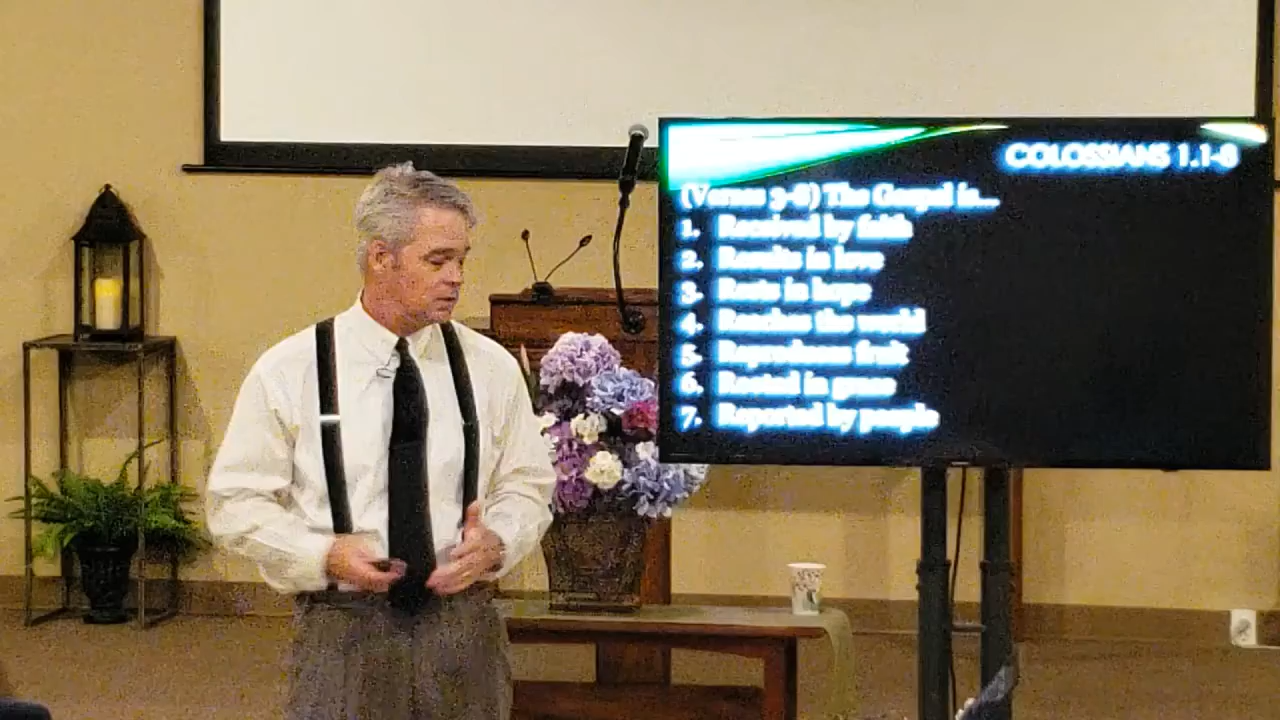 COLOSSIANS 1.1-8
(Verses 3-8) The Gospel is...
1. Received by faith
2. Results in love
3. Rests in hope
4. Reaches the world
5. Reproduces fruit
6. Rooted in grace
7. Reported by people